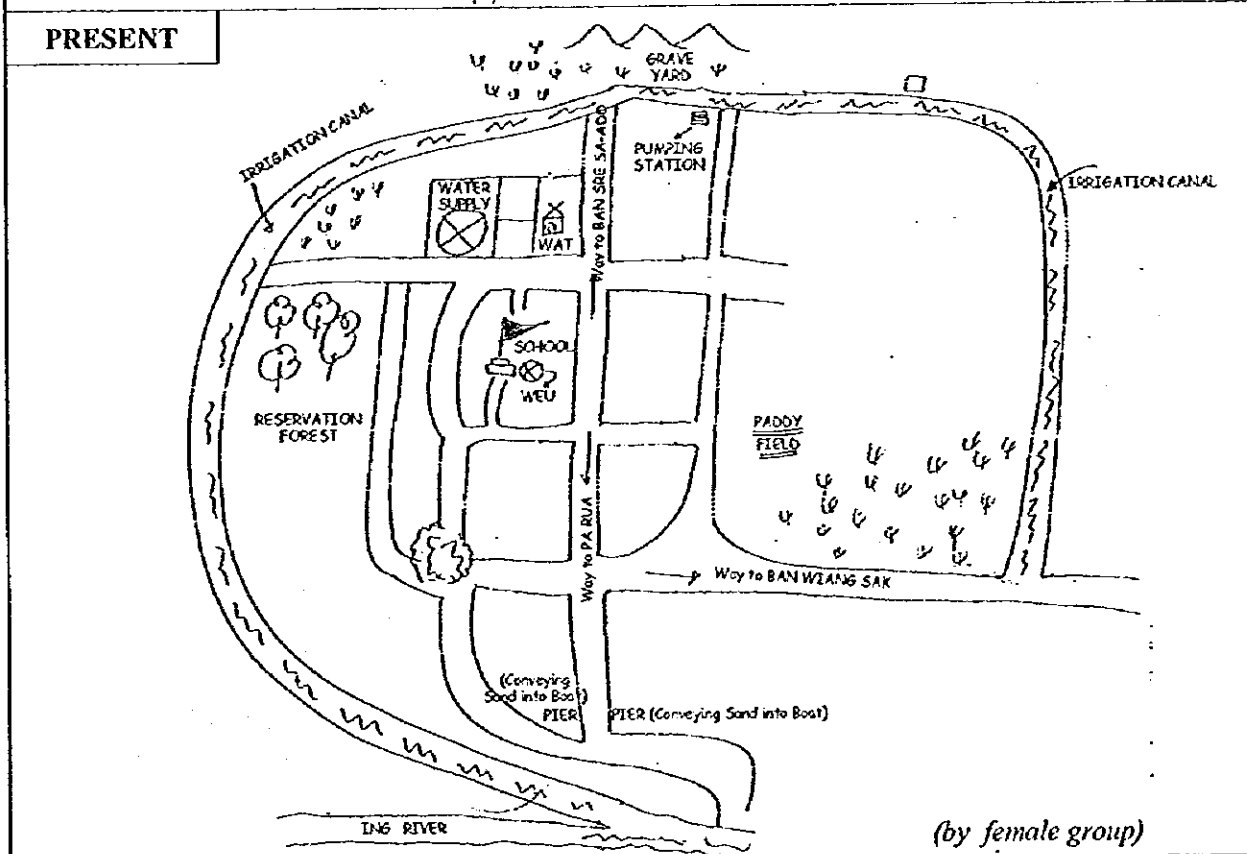 PRESENT
GRAVE
YARD
IRRIGATION CANAL
PUMPING
STATION
IRRIGATION CANAL
WATER
SUPPLY
WAT
Way to BAN SRE SA-ADD
SCHOOL
WEU
RESERVATION
FOREST
PADDY
FIELD
Way to PA RUA
Way to BAN WIANG SAK
(Conveying
Sand into Boat)
PIER
PIER (Conveying Sand into Boat)
ING RIVER
(by female group)